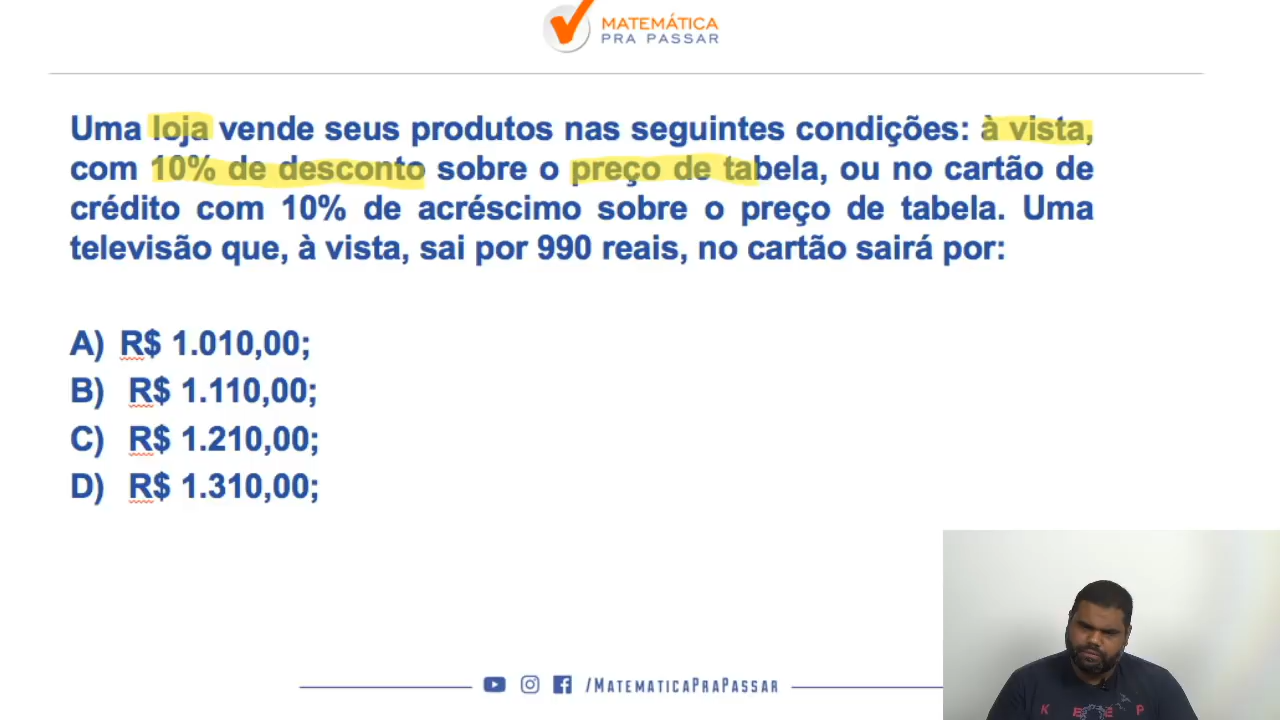 MATEMÁTICA
PRA PASSAR
Uma loja vende seus produtos nas seguintes condições: à vista,
com 10% de desconto sobre o preço de tabela, ou no cartão de
crédito com 10% de acréscimo sobre o preço de tabela. Uma
televisão que, à vista, sai por 990 reais, no cartão sairá por:
A) R$ 1.010,00;
B) R$ 1.110,00;
C) R$ 1.210,00;
D) R$ 1.310,00;
/MATEMATICAPRAPASSAR